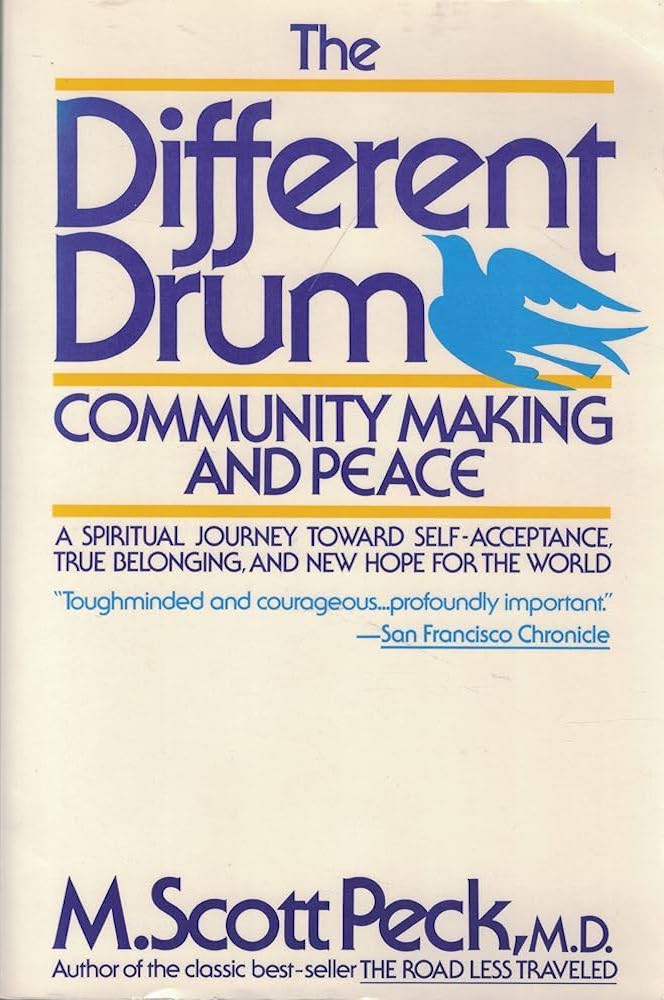 The
Different
Drum
COMMUNITY MAKING
AND PEACE
A SPIRITUAL JOURNEY TOWARD SELF-ACCEPTANCE,
TRUE BELONGING, AND NEW HOPE FOR THE WORLD
"Toughminded and courageous...profoundly important."
—San Francisco Chronicle
M. Scott Peck, M.D.
Author of the classic best-seller THE ROAD LESS TRAVELED